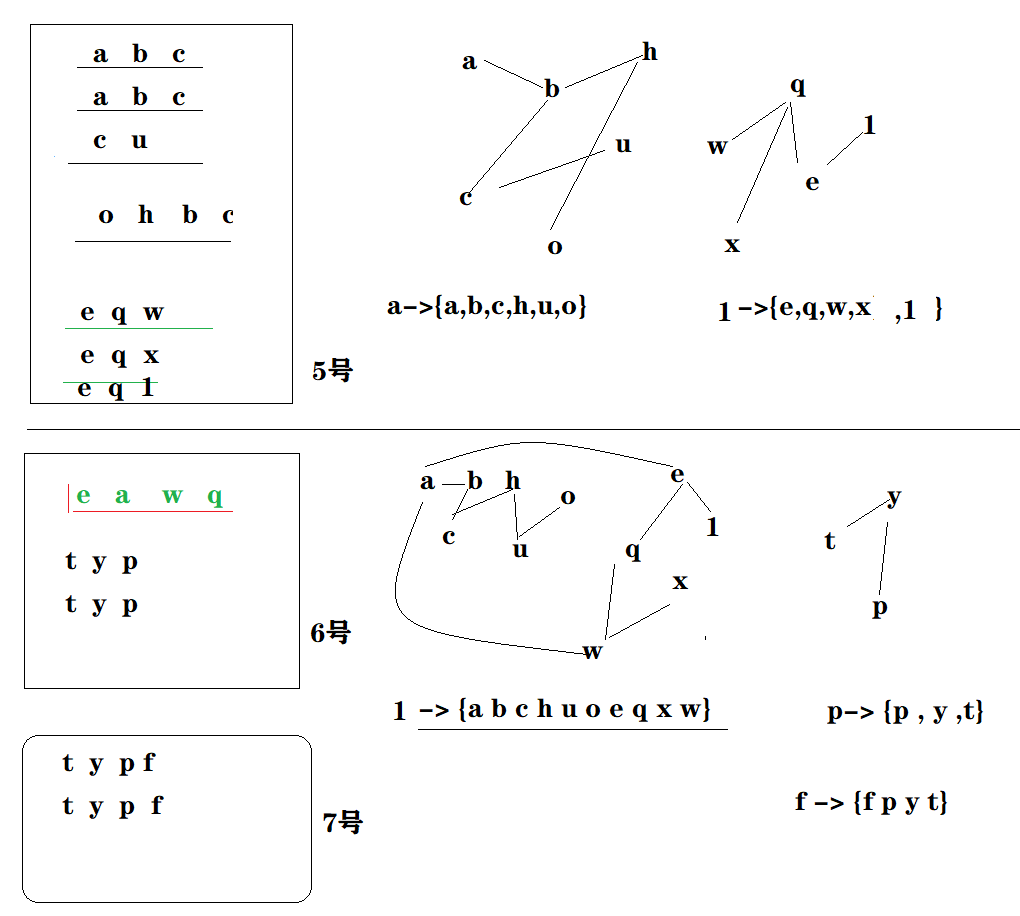 a b c
a b c
c u
o h b c
e q w
e q x
e q 1
5号
a
b
h
u
c
o
a->{a,b,c,h,u,o}
q
w
1
e
x
1->{e,q,w,x ,1 }
e a w q
t y p
t y p
6号
a b h
o
c
u
e
1
q
x
w
1 -> {a b c h u o e q x w}
y
t
p
p-> {p , y ,t}
t y p f
t y p f
7号
f -> {f p y t}